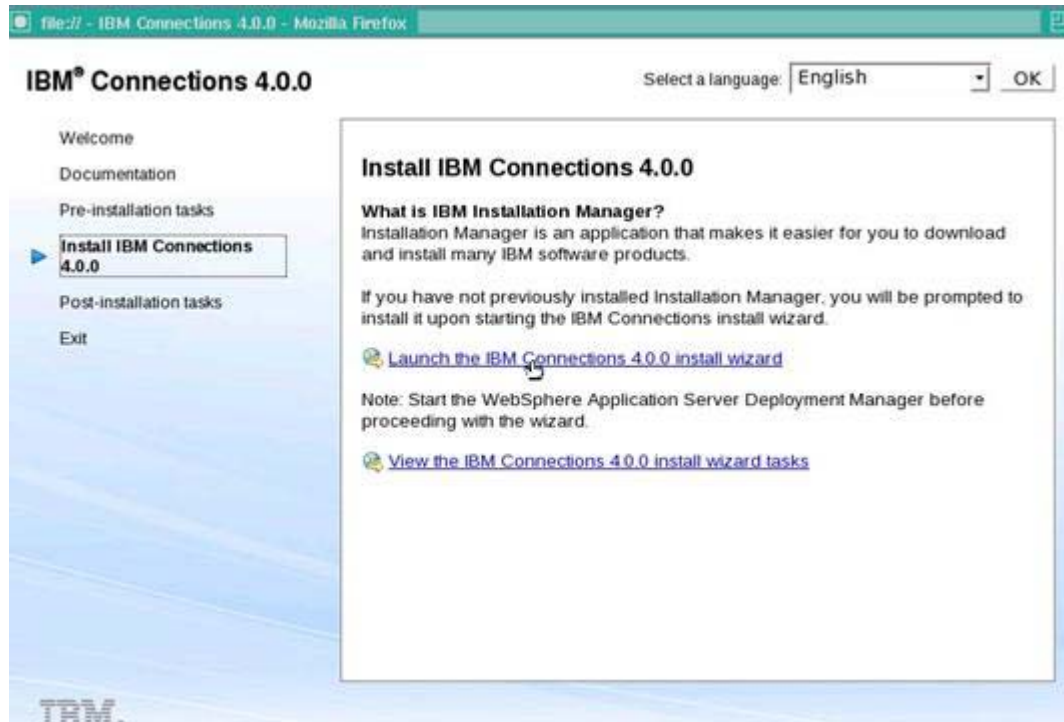 file:// - IBM Connections 4.0.0 - Mozilla Firefox
IBM® Connections 4.0.0
Select a language: English OK
Welcome
Documentation
Pre-installation tasks
Install IBM Connections
4.0.0
Post-installation tasks
Exit
Install IBM Connections 4.0.0
What is IBM Installation Manager?
Installation Manager is an application that makes it easier for you to download
and install many IBM software products.
If you have not previously installed Installation Manager, you will be prompted to
install it upon starting the IBM Connections install wizard.
Launch the IBM Connections 4.0.0 install wizard
Note: Start the WebSphere Application Server Deployment Manager before
proceeding with the wizard.
View the IBM Connections 4.0.0 install wizard tasks
IBM.